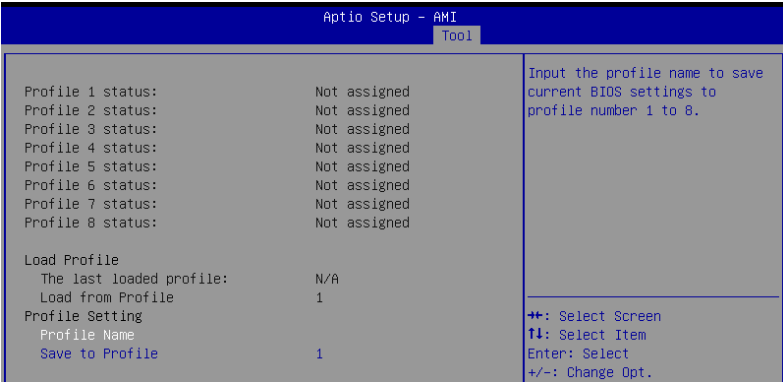 Aptio Setup – AMI
Tool
Profile 1 status: Not assigned
Profile 2 status: Not assigned
Profile 3 status: Not assigned
Profile 4 status: Not assigned
Profile 5 status: Not assigned
Profile 6 status: Not assigned
Profile 7 status: Not assigned
Profile 8 status: Not assigned
Load Profile
The last loaded profile: N/A
Load from Profile 1
Profile Setting
Profile Name
Save to Profile 1
Input the profile name to save
current BIOS settings to
profile number 1 to 8.
→←: Select Screen
↑↓: Select Item
Enter: Select
+/-: Change Opt.